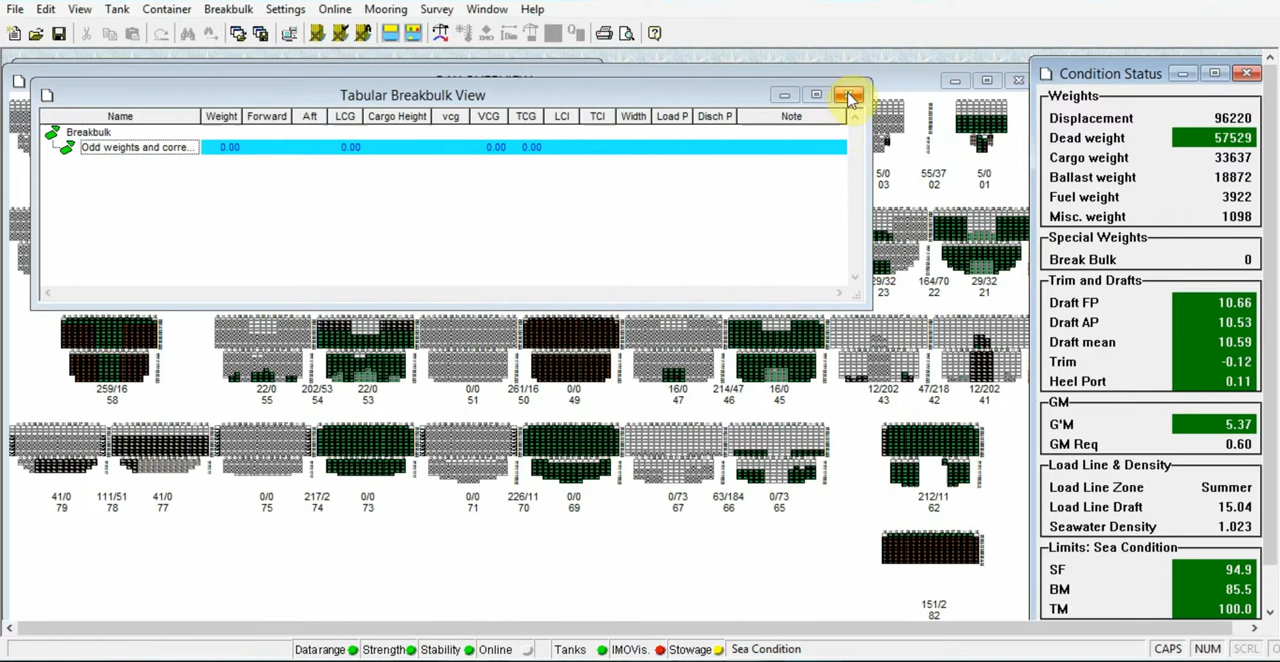 File Edit View Tank Container Breakbulk Settings Online Mooring Survey Window Help
Tabular Breakbulk View
Name Weight Forward Aft LCG Cargo Height vcg VCG TCG LCI TCI Width Load P Disch P Note
Breakbulk
Odd weights and corre... 0.00 0.00 0.00 0.00
5/0 55/37 5/0
03 02 01
29/32 164/70 29/32
23 22 21
259/16 22/0 202/53 22/0 0/0 261/16 0/0 16/0 214/47 16/0 12/202 47/218 12/202
58 55 54 53 51 50 49 47 46 45 43 42 41
41/0 111/51 41/0 0/0 217/2 0/0 0/0 226/11 0/0 0/73 63/184 0/73 212/11
79 78 77 75 74 73 71 70 69 67 66 65 62
151/2
82
Condition Status
Weights
Displacement 96220
Dead weight 57529
Cargo weight 33637
Ballast weight 18872
Fuel weight 3922
Misc. weight 1098
Special Weights
Break Bulk 0
Trim and Drafts
Draft FP 10.66
Draft AP 10.53
Draft mean 10.59
Trim -0.12
Heel Port 0.11
GM
G'M 5.37
GM Req 0.60
Load Line & Density
Load Line Zone Summer
Load Line Draft 15.04
Seawater Density 1.023
Limits: Sea Condition
SF 94.9
BM 85.5
TM 100.0
Data range Strength Stability Online Tanks IMOVis. Stowage Sea Condition CAPS NUM SCRL